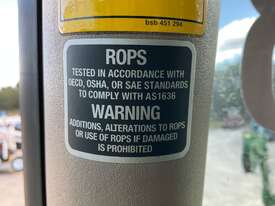 bsb 451 294
ROPS
TESTED IN ACCORDANCE WITH
OECD, OSHA, OR SAE STANDARDS
TO COMPLY WITH AS1636
WARNING
ADDITIONS, ALTERATIONS TO ROPS
OR USE OF ROPS IF DAMAGED
IS PROHIBITED